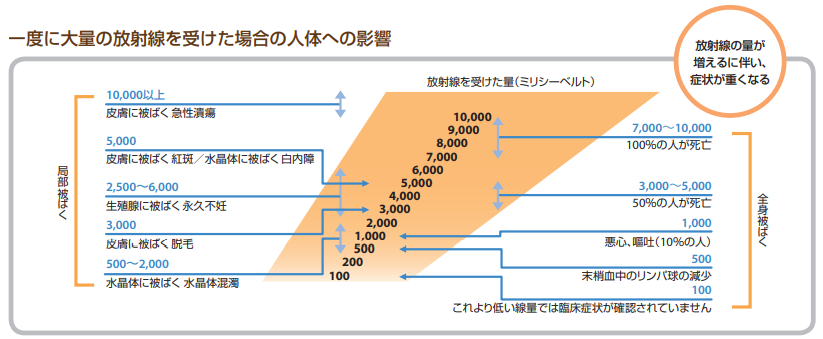 一度に大量の放射線を受けた場合の人体への影響
放射線の量が
増えるに伴い、
症状が重くなる
放射線を受けた量（ミリシーベルト）
局部被ばく
10,000以上
皮膚に被ばく 急性潰瘍
5,000
皮膚に被ばく 紅斑／水晶体に被ばく 白内障
2,500〜6,000
生殖腺に被ばく 永久不妊
3,000
皮膚に被ばく 脱毛
500〜2,000
水晶体に被ばく 水晶体混濁
10,000
9,000
8,000
7,000
6,000
5,000
4,000
3,000
2,000
1,000
500
200
100
7,000〜10,000
100%の人が死亡
3,000〜5,000
50%の人が死亡
1,000
悪心、嘔吐（10%の人）
500
末梢血中のリンパ球の減少
100
これより低い線量では臨床症状が確認されていません
全身被ばく